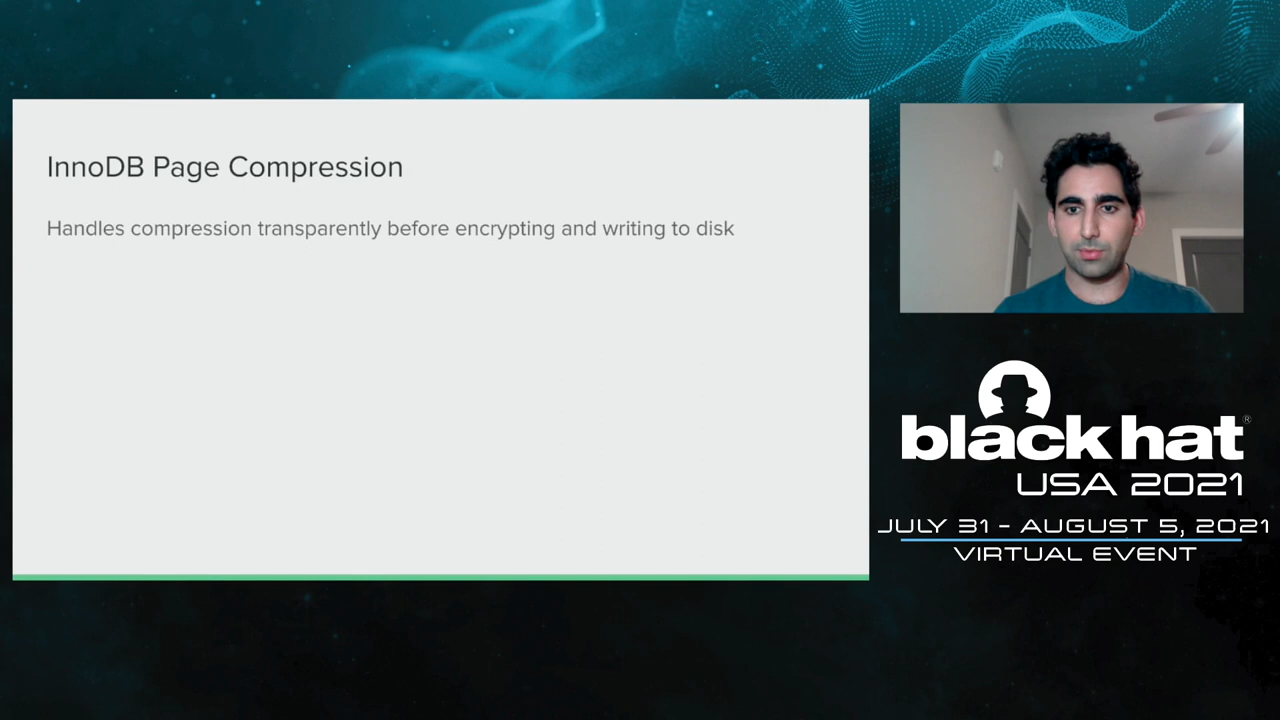 InnoDB Page Compression
Handles compression transparently before encrypting and writing to disk
black hat®
USA 2021
JULY 31 - AUGUST 5, 2021
VIRTUAL EVENT